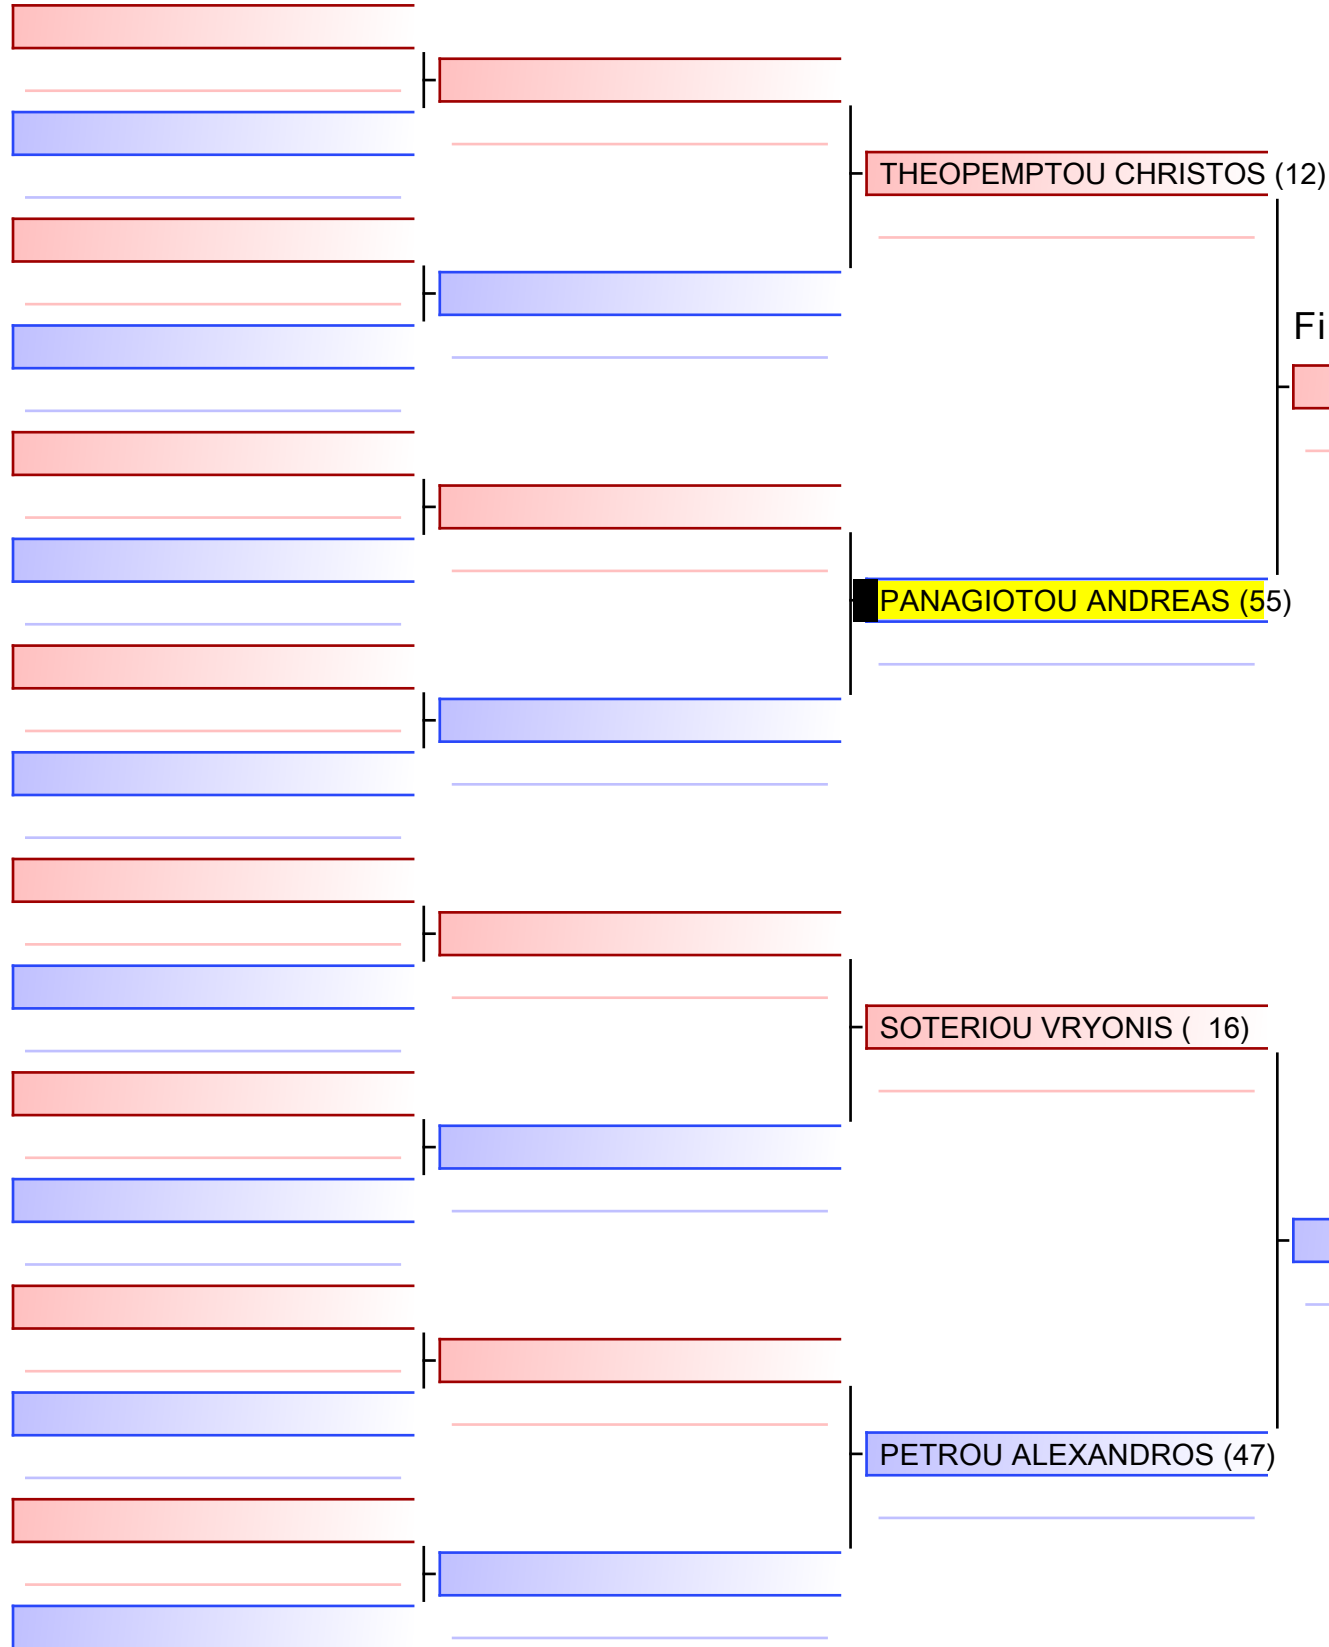 THEOPEMPTOU CHRISTOS (12)
Fi
PANAGIOTOU ANDREAS (55)
SOTERIOU VRYONIS (  16)
PETROU ALEXANDROS (47)